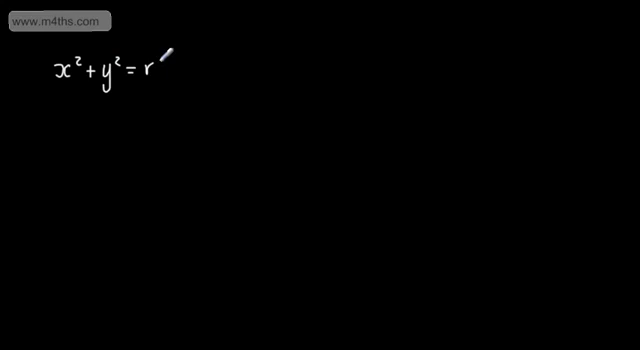 www.m4ths.com
x² + y² = r